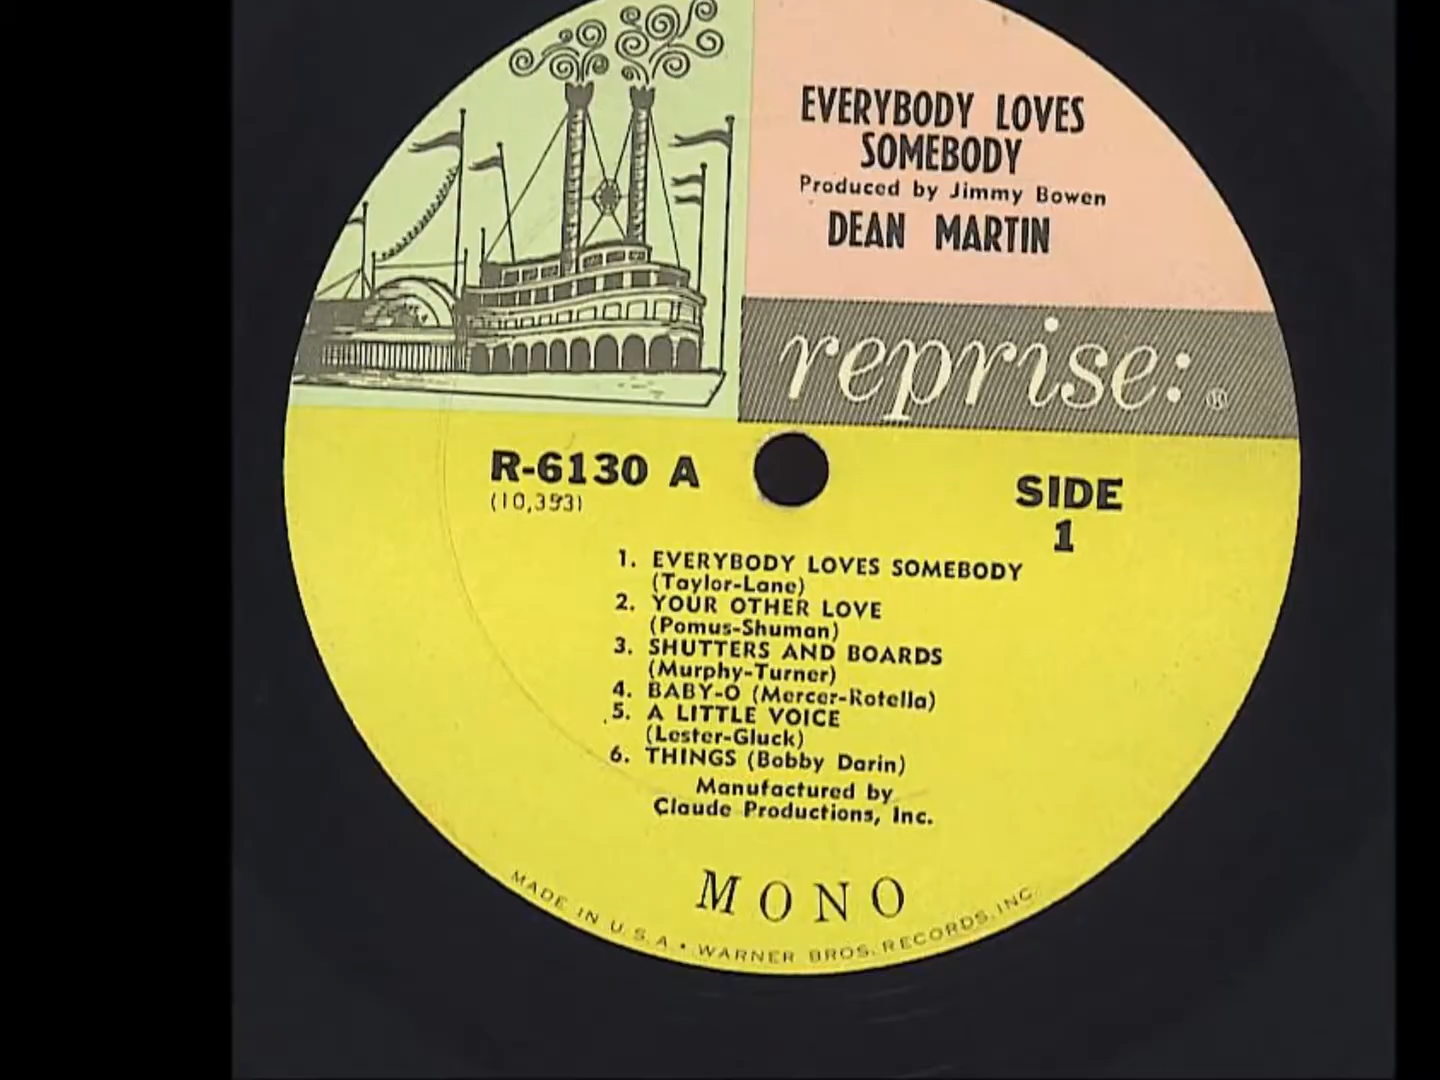 EVERYBODY LOVES
SOMEBODY
Produced by Jimmy Bowen
DEAN MARTIN
reprise:®
R-6130 A
(10,393)
SIDE
1
1. EVERYBODY LOVES SOMEBODY
(Taylor-Lane)
2. YOUR OTHER LOVE
(Pomus-Shuman)
3. SHUTTERS AND BOARDS
(Murphy-Turner)
4. BABY-O (Mercer-Rotella)
5. A LITTLE VOICE
(Lester-Gluck)
6. THINGS (Bobby Darin)
Manufactured by
Claude Productions, Inc.
MONO
MADE IN U.S.A • WARNER BROS. RECORDS, INC